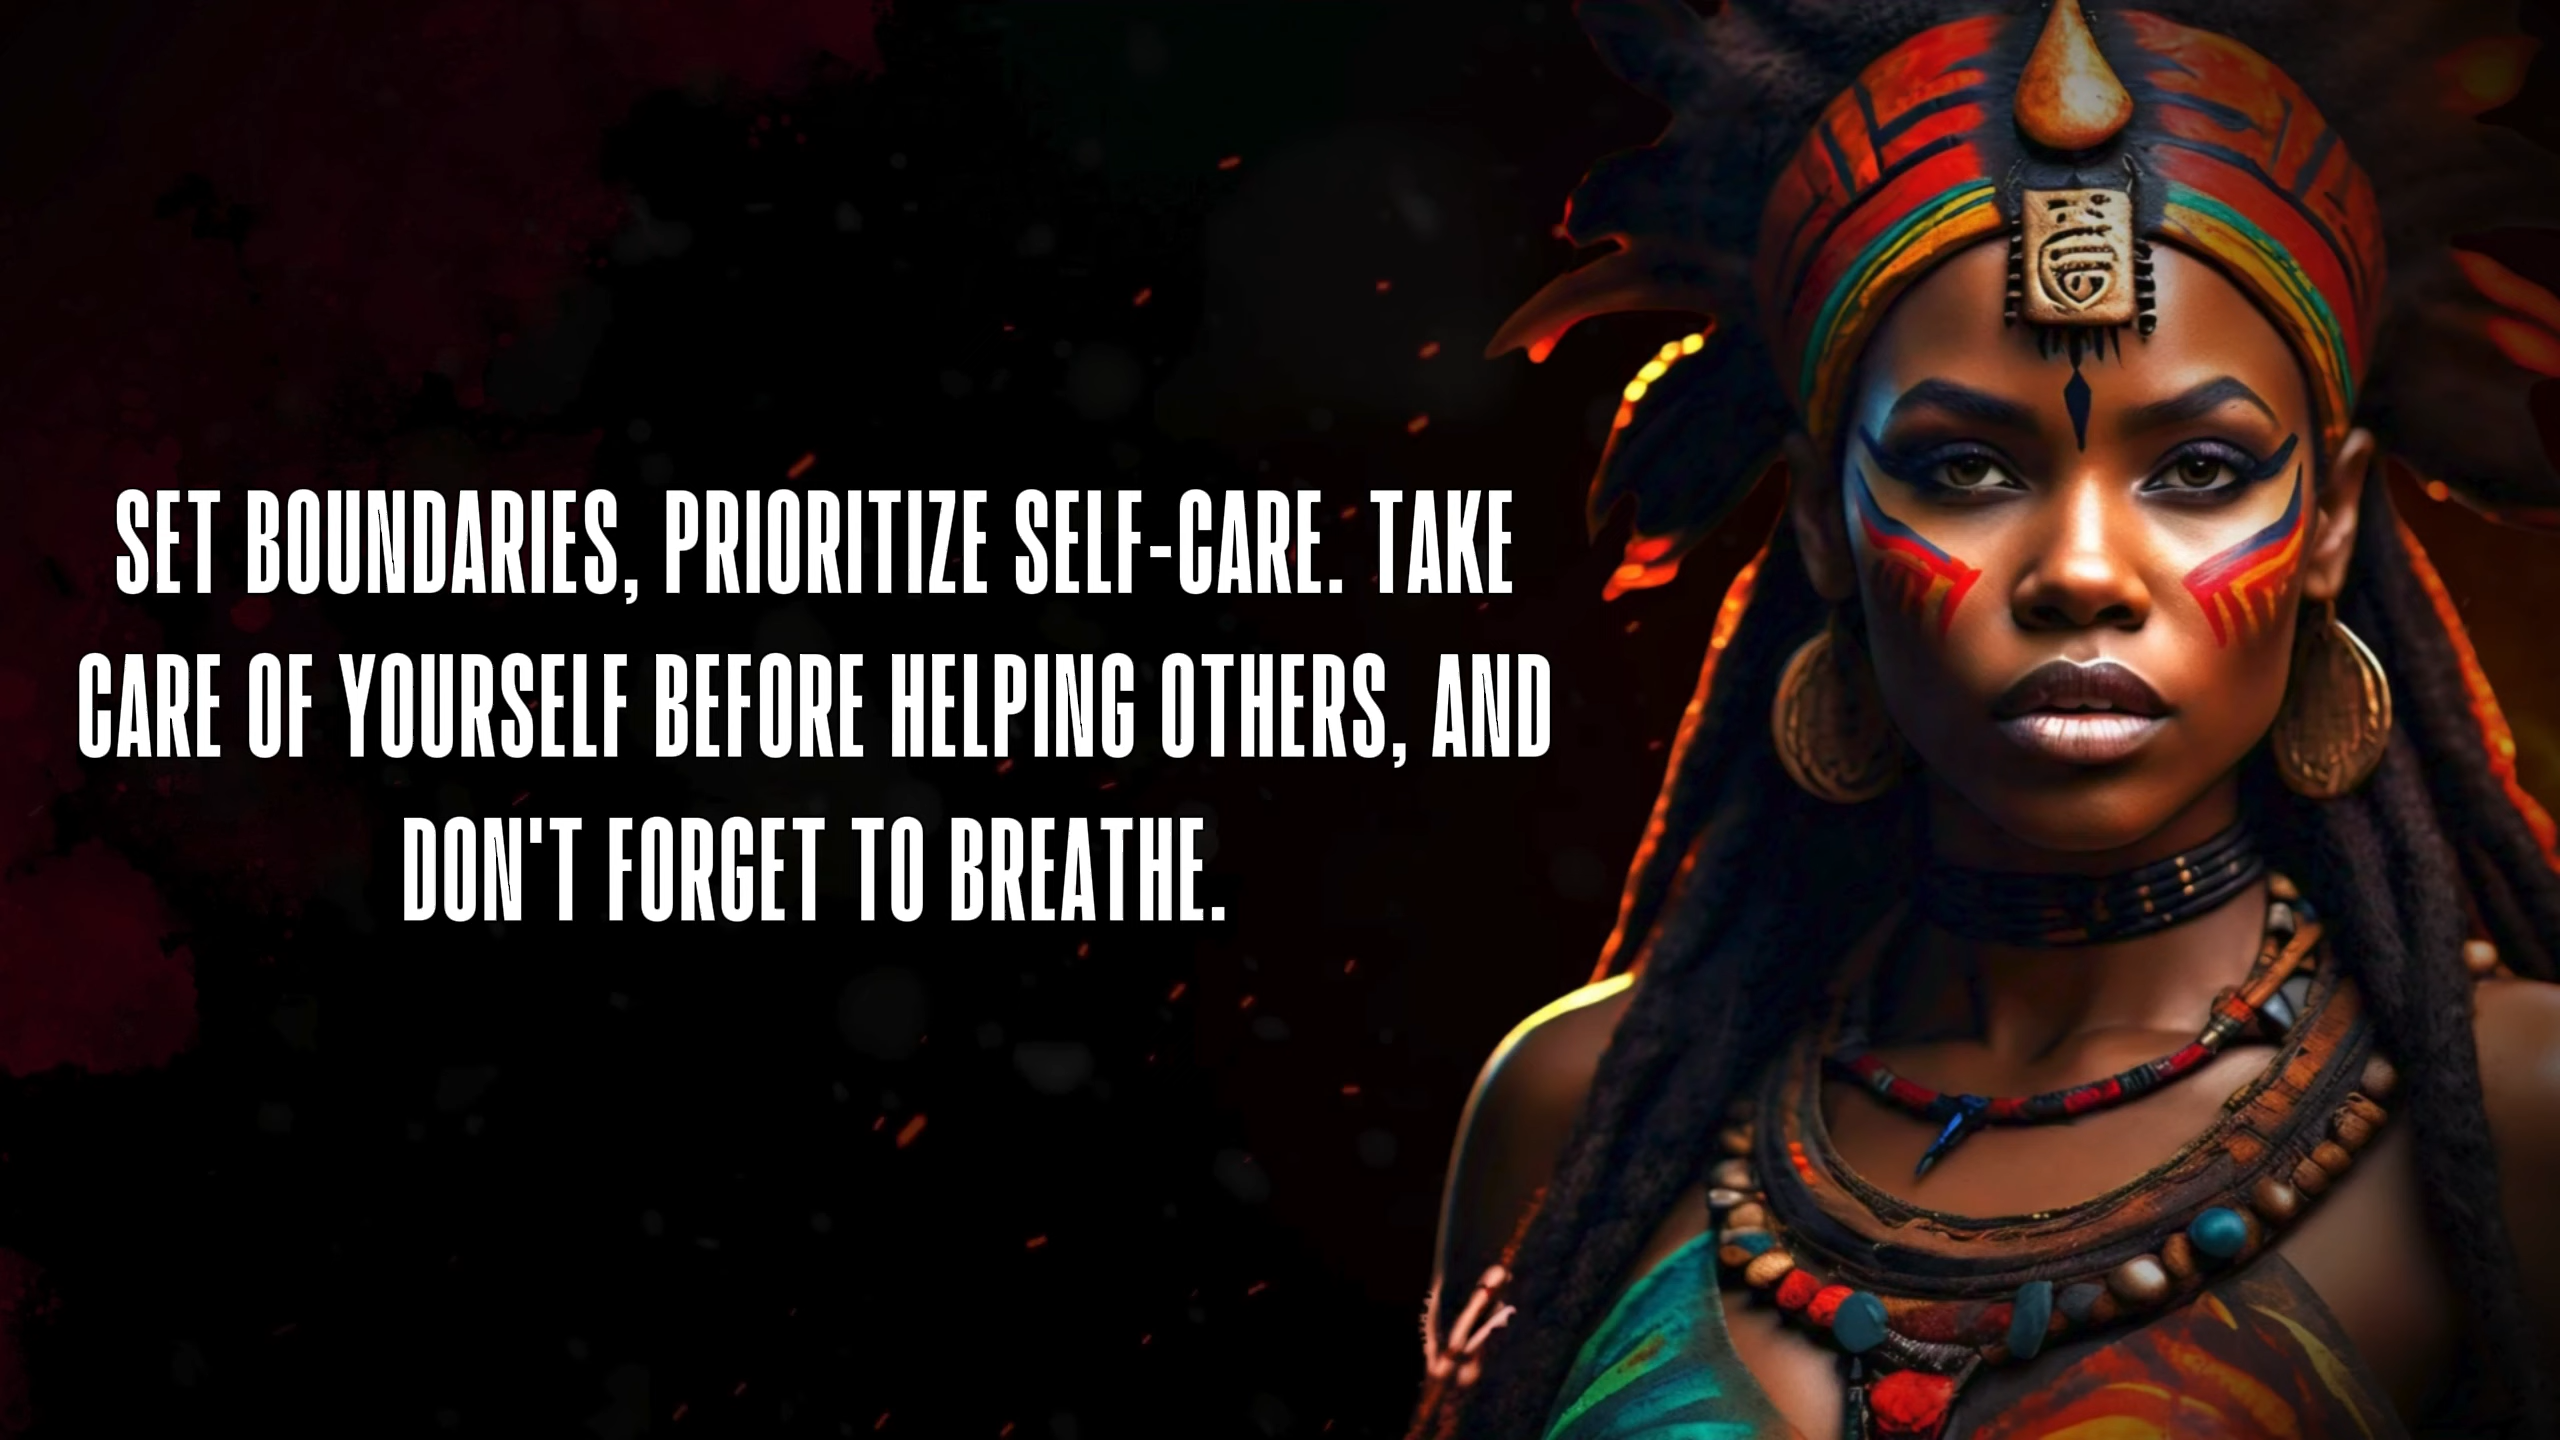 SET BOUNDARIES, PRIORITIZE SELF-CARE. TAKE
CARE OF YOURSELF BEFORE HELPING OTHERS, AND
DON'T FORGET TO BREATHE.